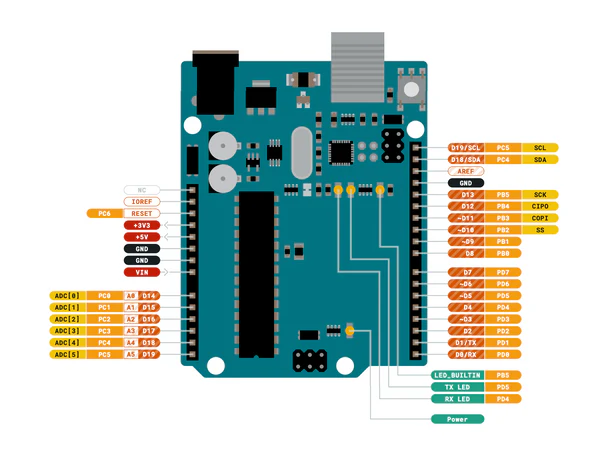 D19/SCL PC5 SCL
D18/SDA PC4 SDA
AREF
GND
NC
IOREF
PC6 RESET
+3V3
+5V
GND
GND
VIN
D13 PB5 SCK
D12 PB4 CIPO
~D11 PB3 COPI
~D10 PB2 SS
~D9 PB1
D8 PB0
D7 PD7
~D6 PD6
~D5 PD5
D4 PD4
~D3 PD3
D2 PD2
D1/TX PD1
D0/RX PD0
ADC[0] PC0 A0 D14
ADC[1] PC1 A1 D15
ADC[2] PC2 A2 D16
ADC[3] PC3 A3 D17
ADC[4] PC4 A4 D18
ADC[5] PC5 A5 D19
LED_BUILTIN PB5
TX LED PD5
RX LED PD4
Power